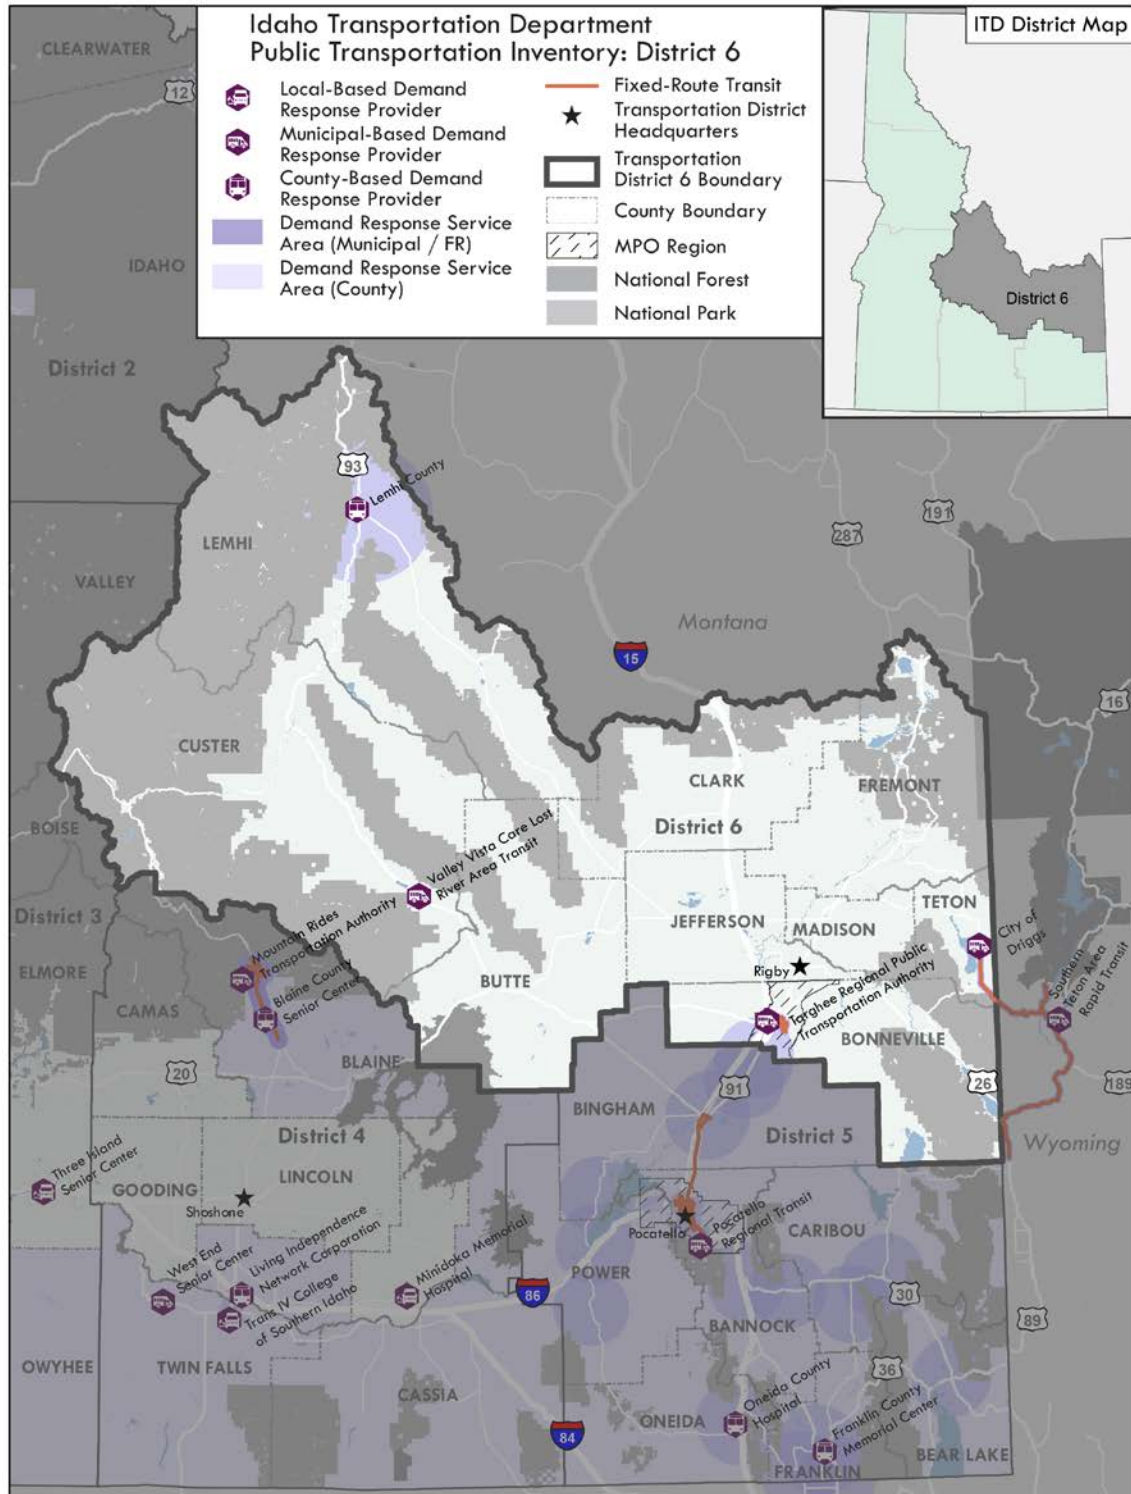 Idaho Transportation Department
Public Transportation Inventory: District 6
Local-Based Demand
Response Provider
Municipal-Based Demand
Response Provider
County-Based Demand
Response Provider
Demand Response Service
Area (Municipal / FR)
Demand Response Service
Area (County)
Fixed-Route Transit
Transportation District
Headquarters
Transportation
District 6 Boundary
County Boundary
MPO Region
National Forest
National Park
ITD District Map
District 6
CLEARWATER
12
IDAHO
District 2
93
Lemhi County
LEMHI
VALLEY
191
287
Montana
15
16
CUSTER
CLARK
FREMONT
BOISE
District 6
Valley Vista Care Lost
River Area Transit
District 3
Mountain Rides
Transportation Authority
ELMORE
CAMAS
Blaine County
Senior Center
BUTTE
JEFFERSON
MADISON
TETON
City of
Driggs
Rigby
Targhee Regional Public
Transportation Authority
Southern
Teton Area
Rapid Transit
BONNEVILLE
BLAINE
20
91
26
189
BINGHAM
District 4
District 5
Wyoming
Three Island
Senior Center
GOODING
LINCOLN
Shoshone
Pocatello
Pocatello
Regional Transit
CARIBOU
West End
Senior Center
Living Independence
Network Corporation
Trans IV College
of Southern Idaho
Minidoka Memorial
Hospital
POWER
86
30
89
BANNOCK
OWYHEE
TWIN FALLS
CASSIA
36
ONEIDA
Oneida County
Hospital
Franklin County
Memorial Center
84
FRANKLIN
BEAR LAKE